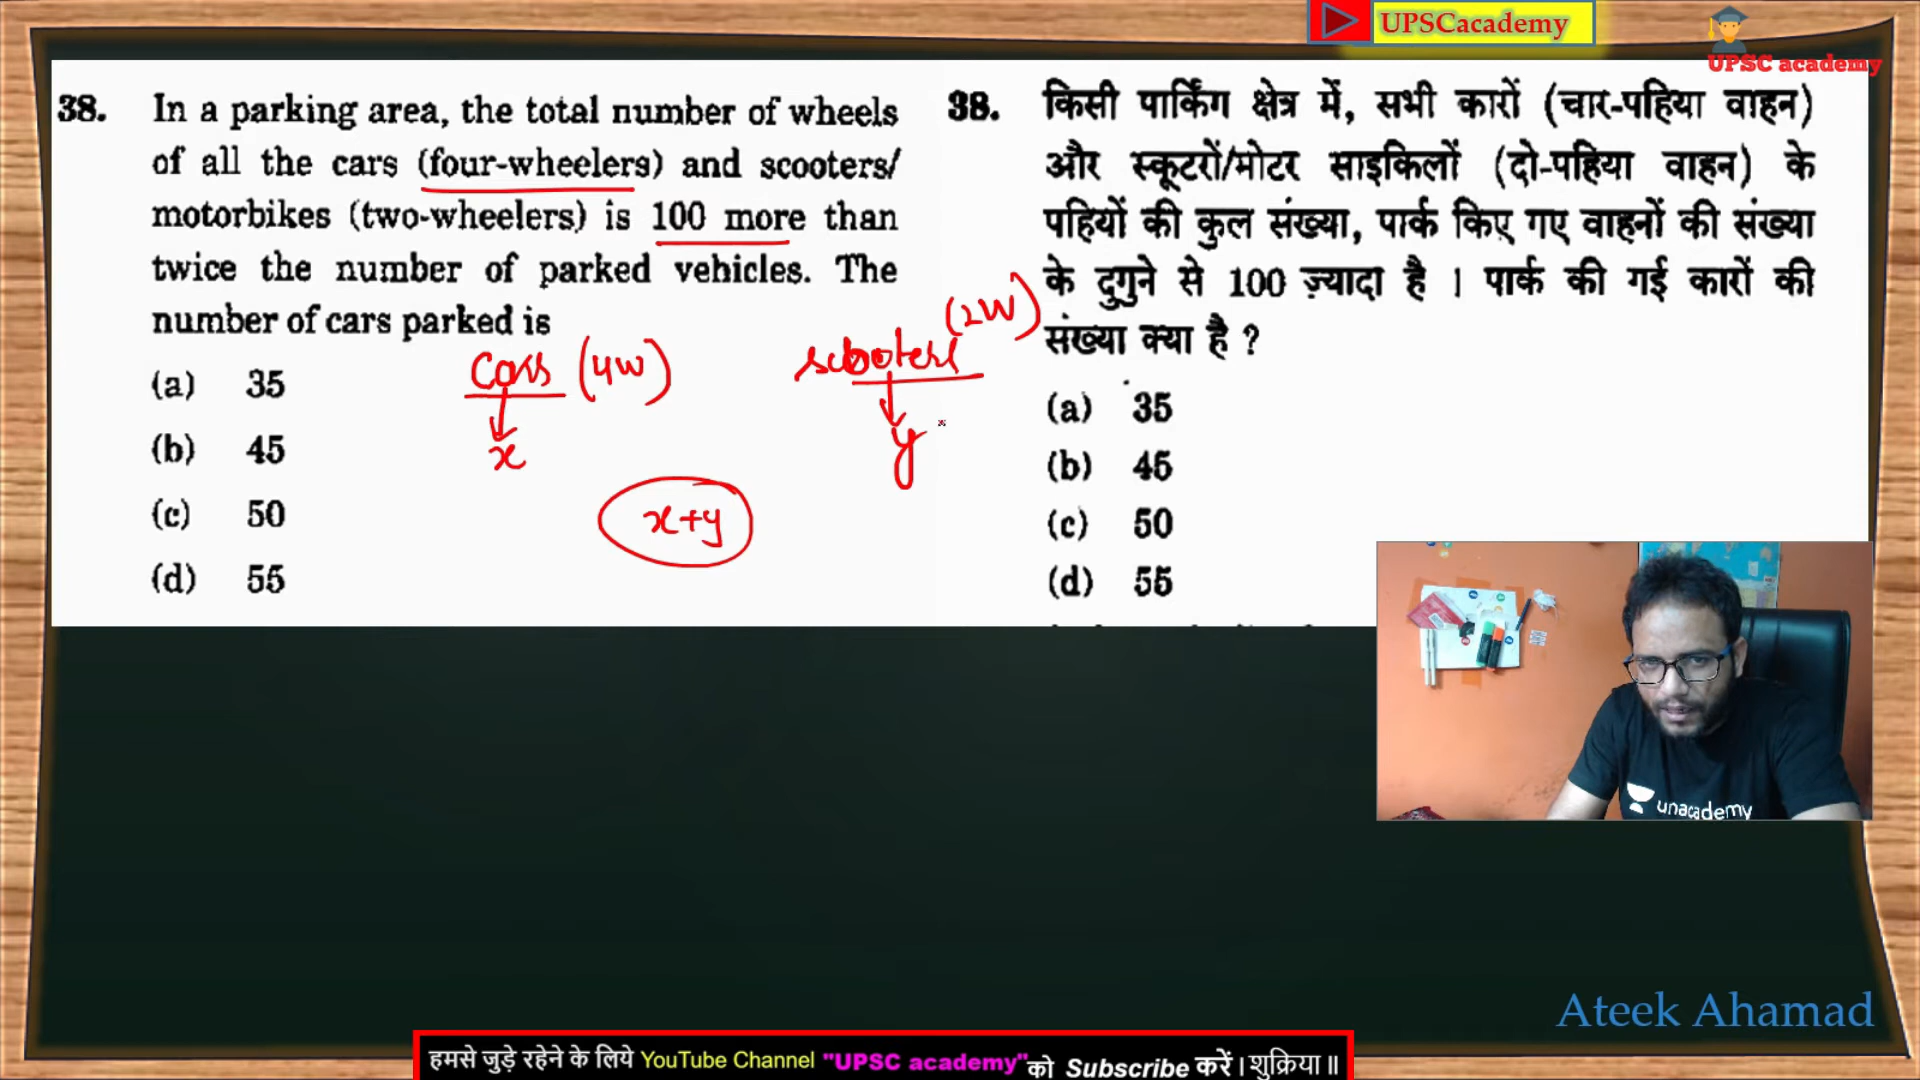 UPSCacademy
UPSC academy
38. In a parking area, the total number of wheels
of all the cars (four-wheelers) and scooters/
motorbikes (two-wheelers) is 100 more than
twice the number of parked vehicles. The
number of cars parked is
(a) 35
(b) 45
(c) 50
(d) 55
cars (4W)
x
scooters (2W)
y
x+y
38. किसी पार्किंग क्षेत्र में, सभी कारों (चार-पहिया वाहन)
और स्कूटरों/मोटर साइकिलों (दो-पहिया वाहन) के
पहियों की कुल संख्या, पार्क किए गए वाहनों की संख्या
के दुगुने से 100 ज़्यादा है । पार्क की गई कारों की
संख्या क्या है ?
(a) 35
(b) 45
(c) 50
(d) 55
unacademy
Ateek Ahamad
हमसे जुड़े रहेने के लिये YouTube Channel "UPSC academy" को Subscribe करें । शुक्रिया ॥